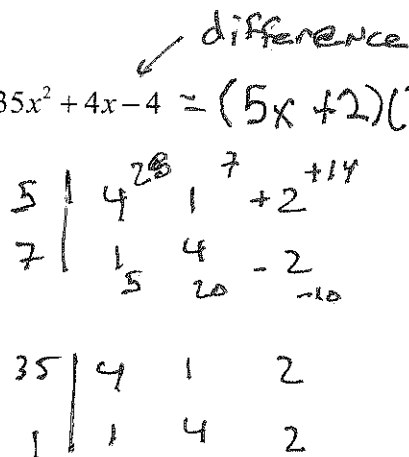 difference
35x² + 4x − 4 = (5x + 2)(
5 | 4 28 1 7 +2 +14
7 | 1 5 4 20 -2 -10
35 | 4 1 2
1 | 1 4 2